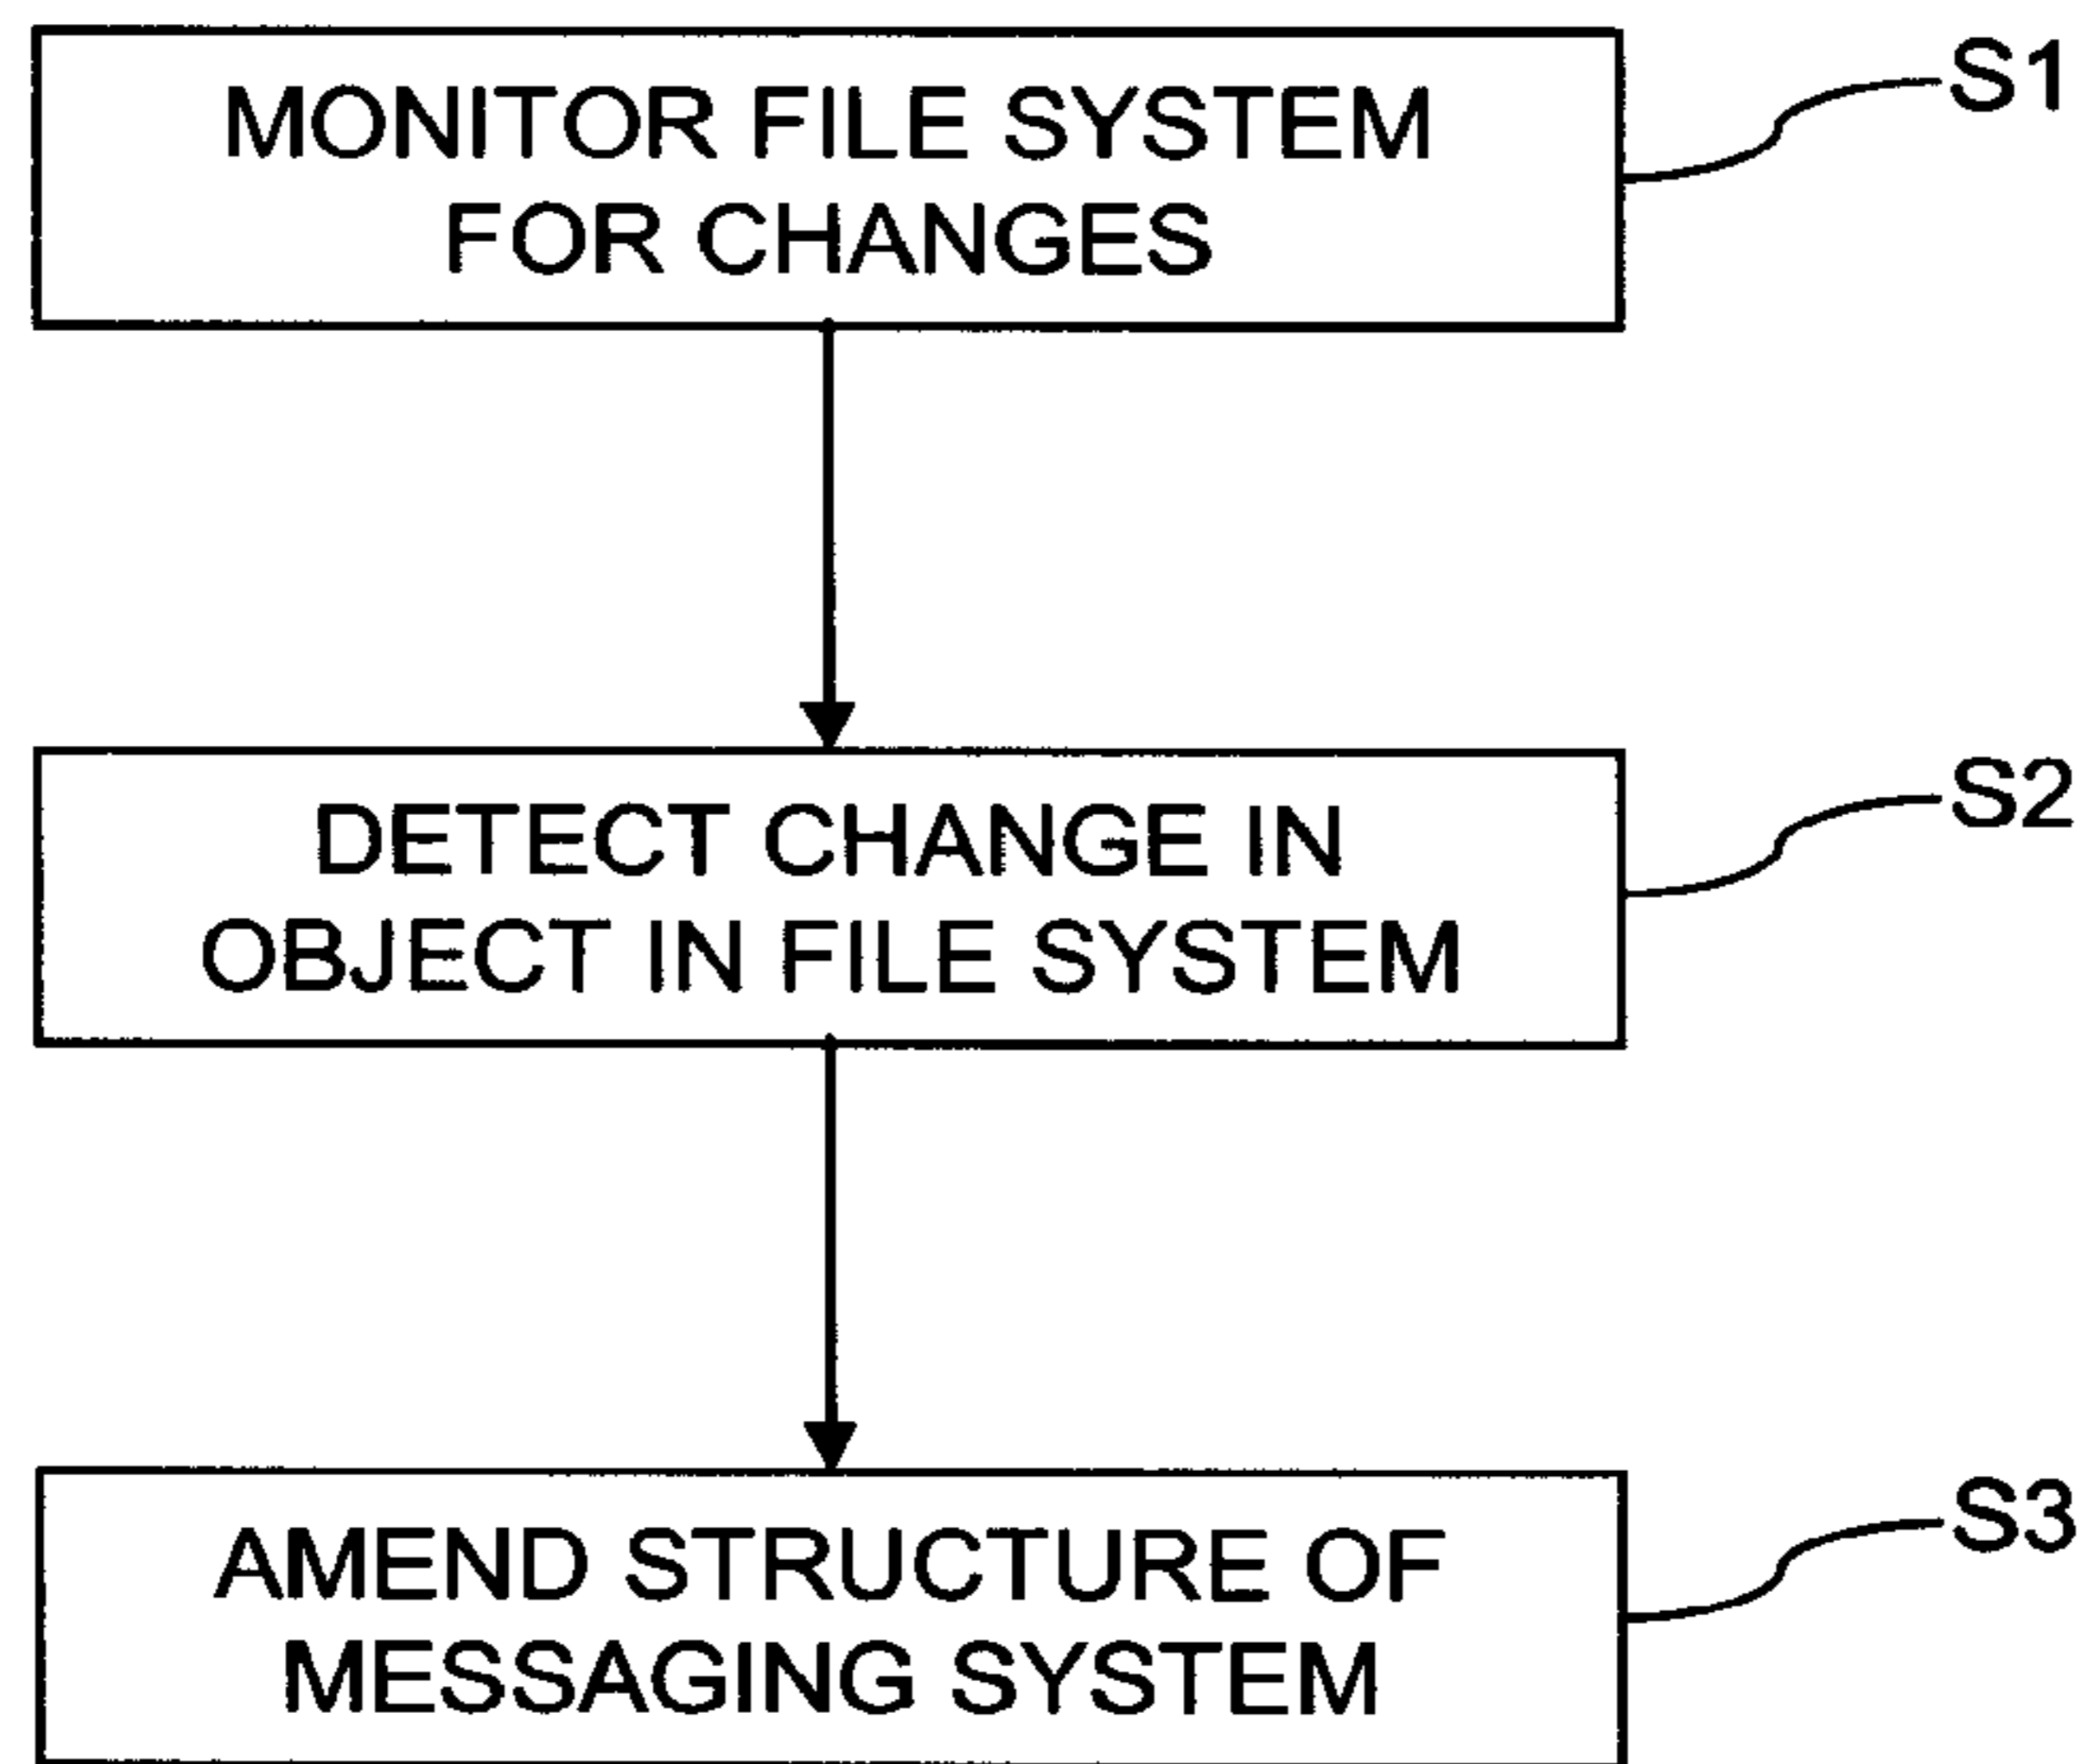 MONITOR FILE SYSTEM
FOR CHANGES
S1
DETECT CHANGE IN
OBJECT IN FILE SYSTEM
S2
AMEND STRUCTURE OF
MESSAGING SYSTEM
S3